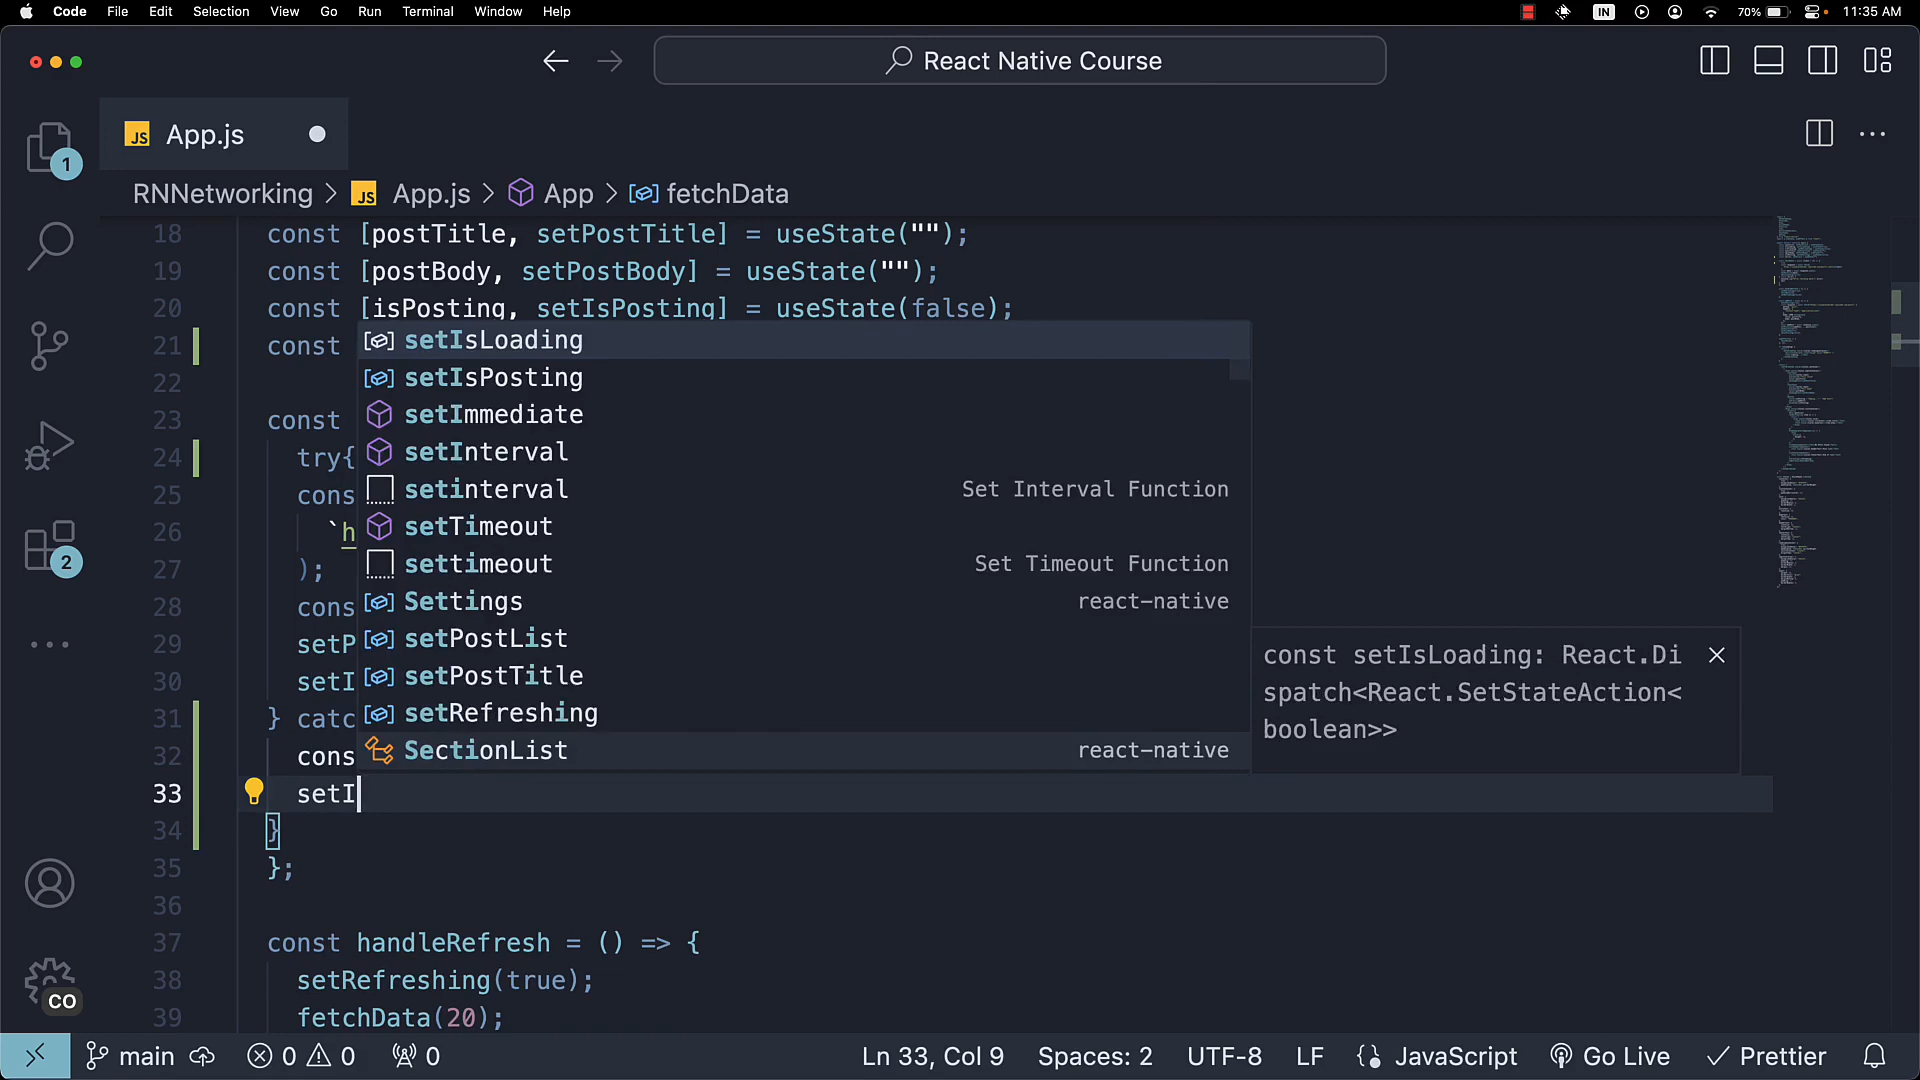 Code File Edit Selection View Go Run Terminal Window Help IN 70% 11:35 AM
React Native Course
JS App.js
1
RNNetworking > JS App.js > App > fetchData
18 const [postTitle, setPostTitle] = useState("");
19 const [postBody, setPostBody] = useState("");
20 const [isPosting, setIsPosting] = useState(false);
21 const
setIsLoading
22
setIsPosting
setImmediate
23 const
setInterval
24 try{
setinterval Set Interval Function
25 cons
setTimeout
26 `h
settimeout Set Timeout Function
27 );
2
Settings react-native
28 cons
setPostList
29 setP
setPostTitle
30 setI
setRefreshing
31 } catc
SectionList react-native
32 cons
const setIsLoading: React.Di
spatch<React.SetStateAction<
boolean>>
33 setI
34 }
35 };
36
37 const handleRefresh = () => {
38 setRefreshing(true);
39 fetchData(20);
CO
main 0 0 0 Ln 33, Col 9 Spaces: 2 UTF-8 LF JavaScript Go Live Prettier